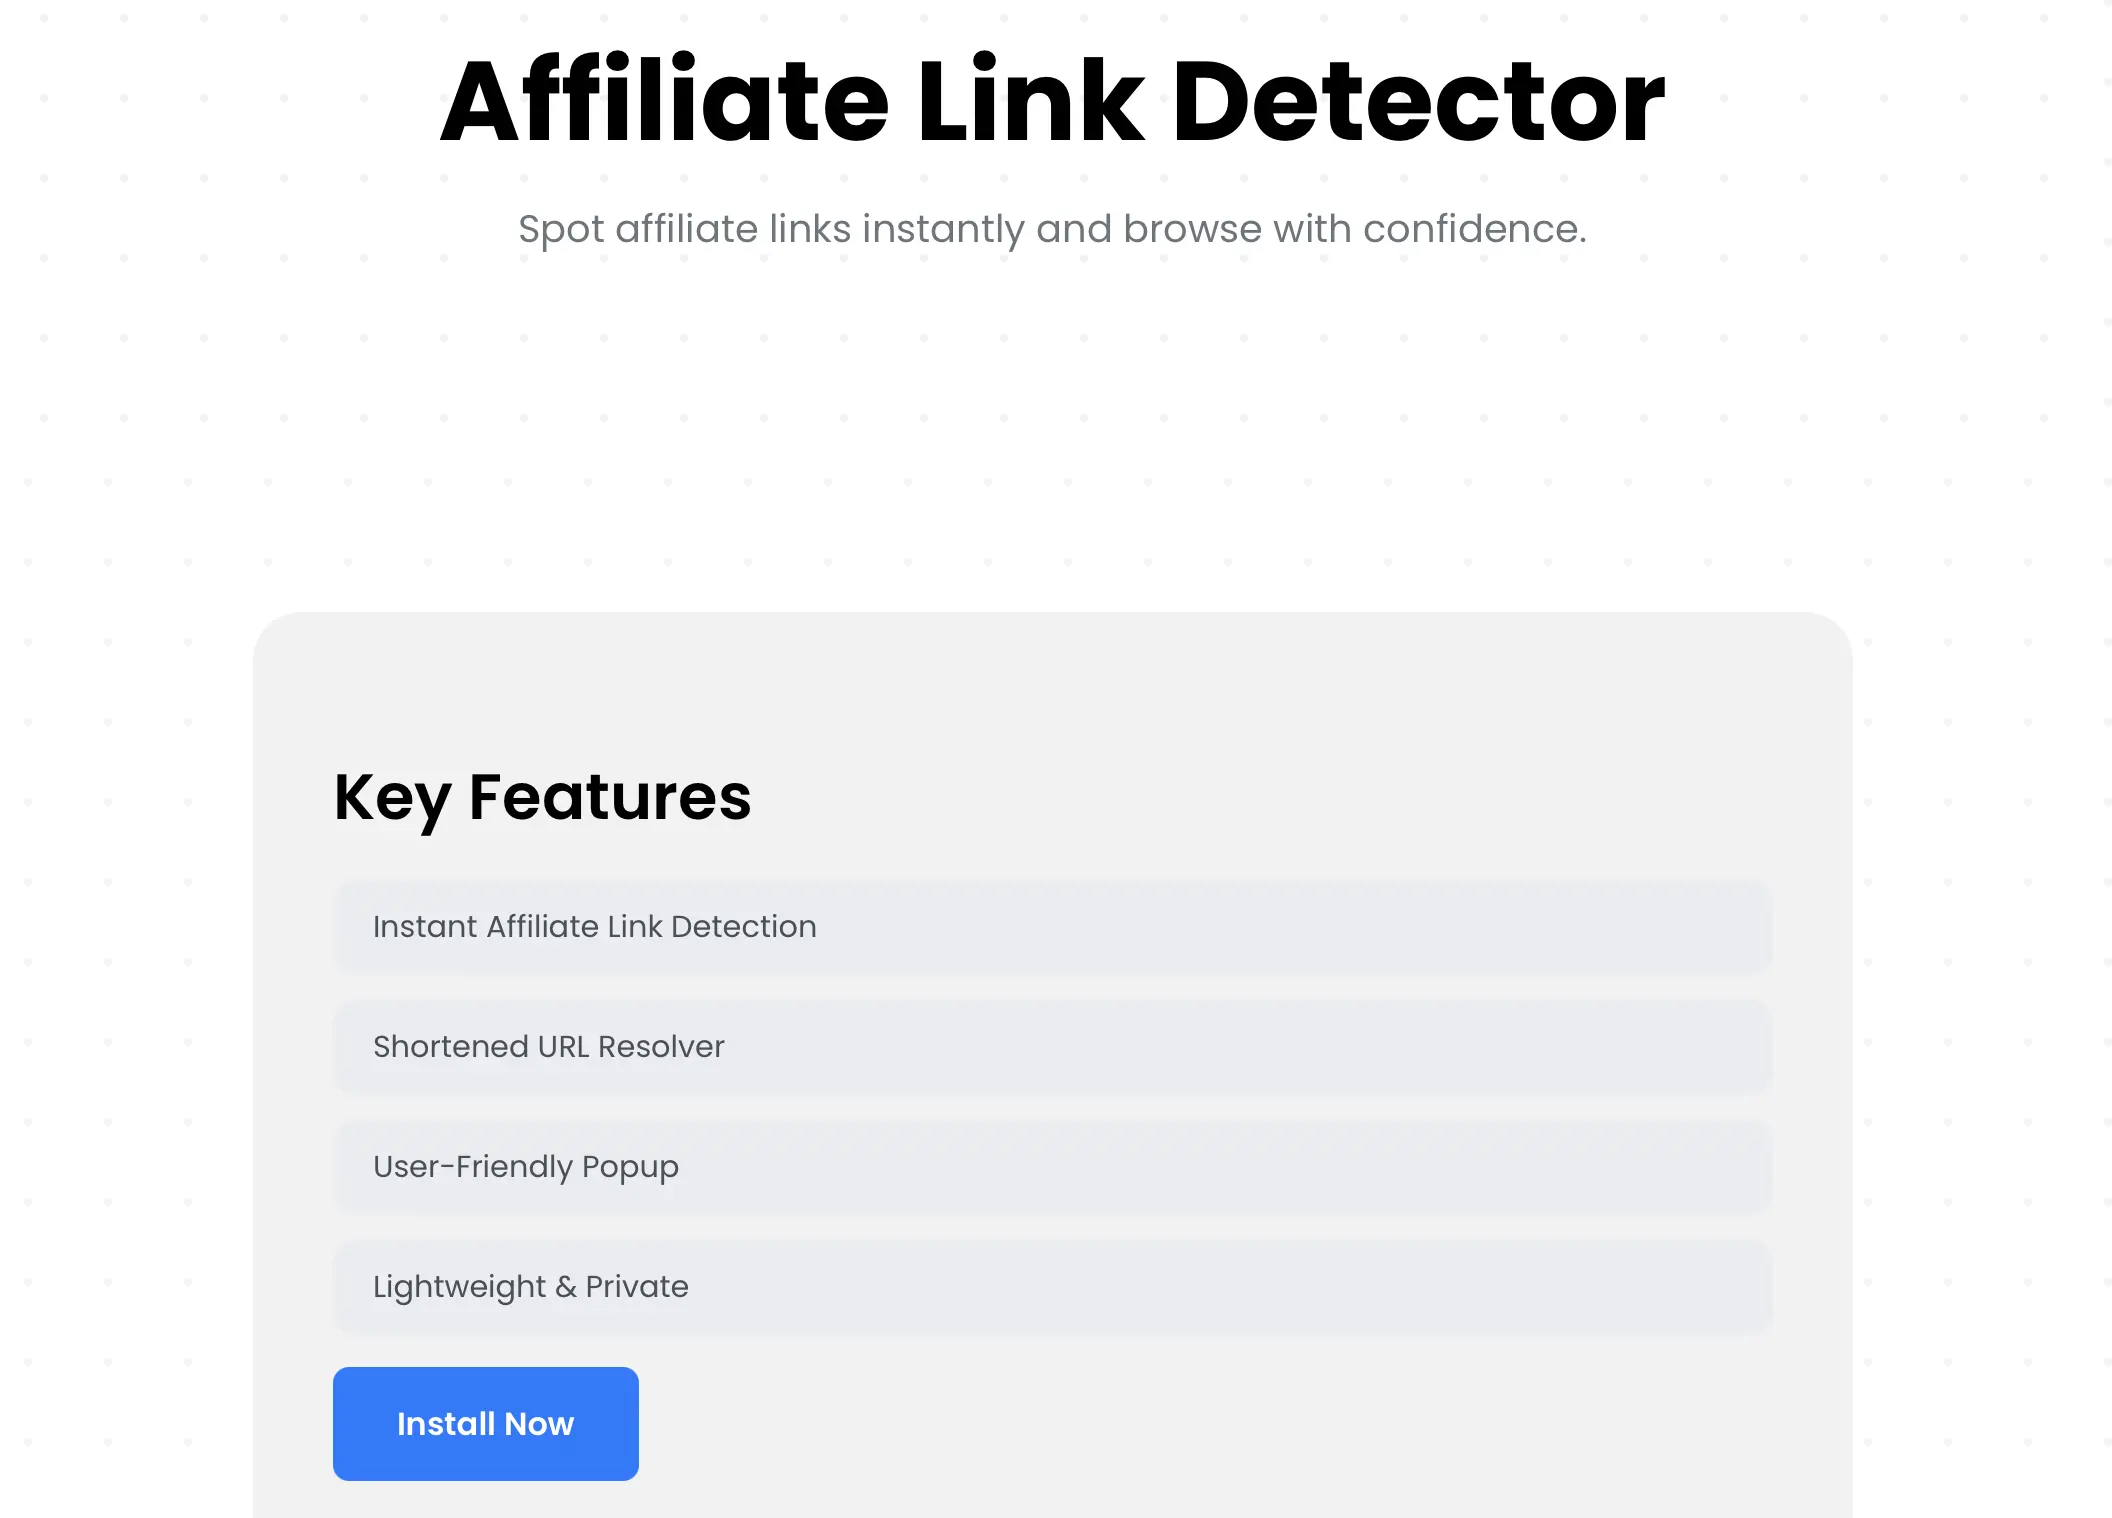 Affiliate Link Detector
Spot affiliate links instantly and browse with confidence.
Key Features
Instant Affiliate Link Detection
Shortened URL Resolver
User-Friendly Popup
Lightweight & Private
Install Now